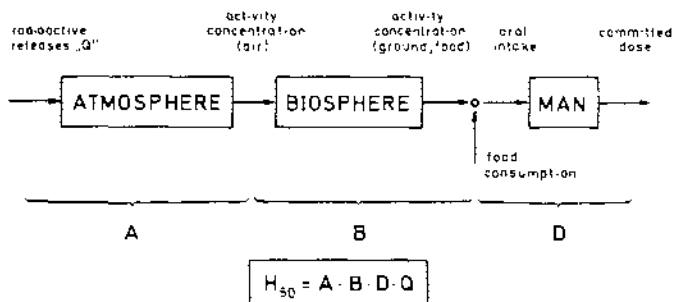 radioactive
releases „Q"
activity
concentration
(air)
activity
concentration
(ground, food)
oral
intake
committed
dose
ATMOSPHERE
BIOSPHERE
MAN
food
consumption
A
B
D
H₅₀ = A · B · D · Q